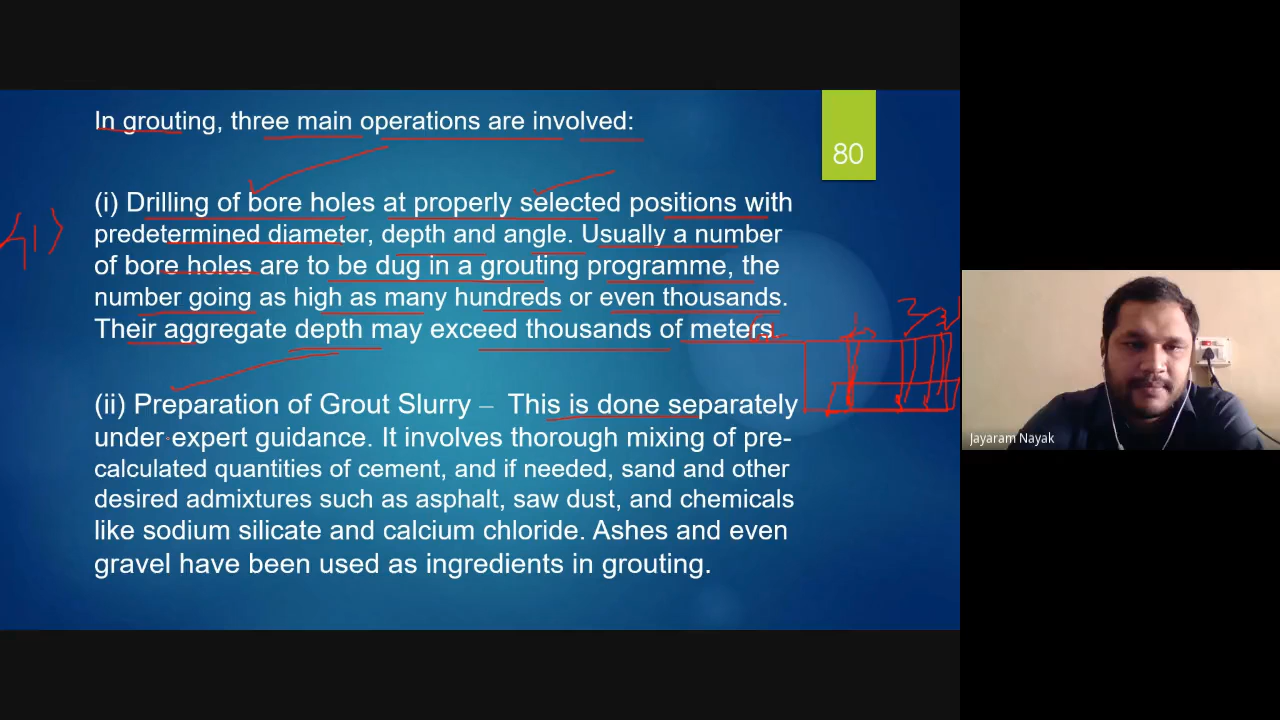 In grouting, three main operations are involved:
80
(i) Drilling of bore holes at properly selected positions with
predetermined diameter, depth and angle. Usually a number
of bore holes are to be dug in a grouting programme, the
number going as high as many hundreds or even thousands.
Their aggregate depth may exceed thousands of meters.
(ii) Preparation of Grout Slurry – This is done separately
under expert guidance. It involves thorough mixing of pre-
calculated quantities of cement, and if needed, sand and other
desired admixtures such as asphalt, saw dust, and chemicals
like sodium silicate and calcium chloride. Ashes and even
gravel have been used as ingredients in grouting.
Jayaram Nayak